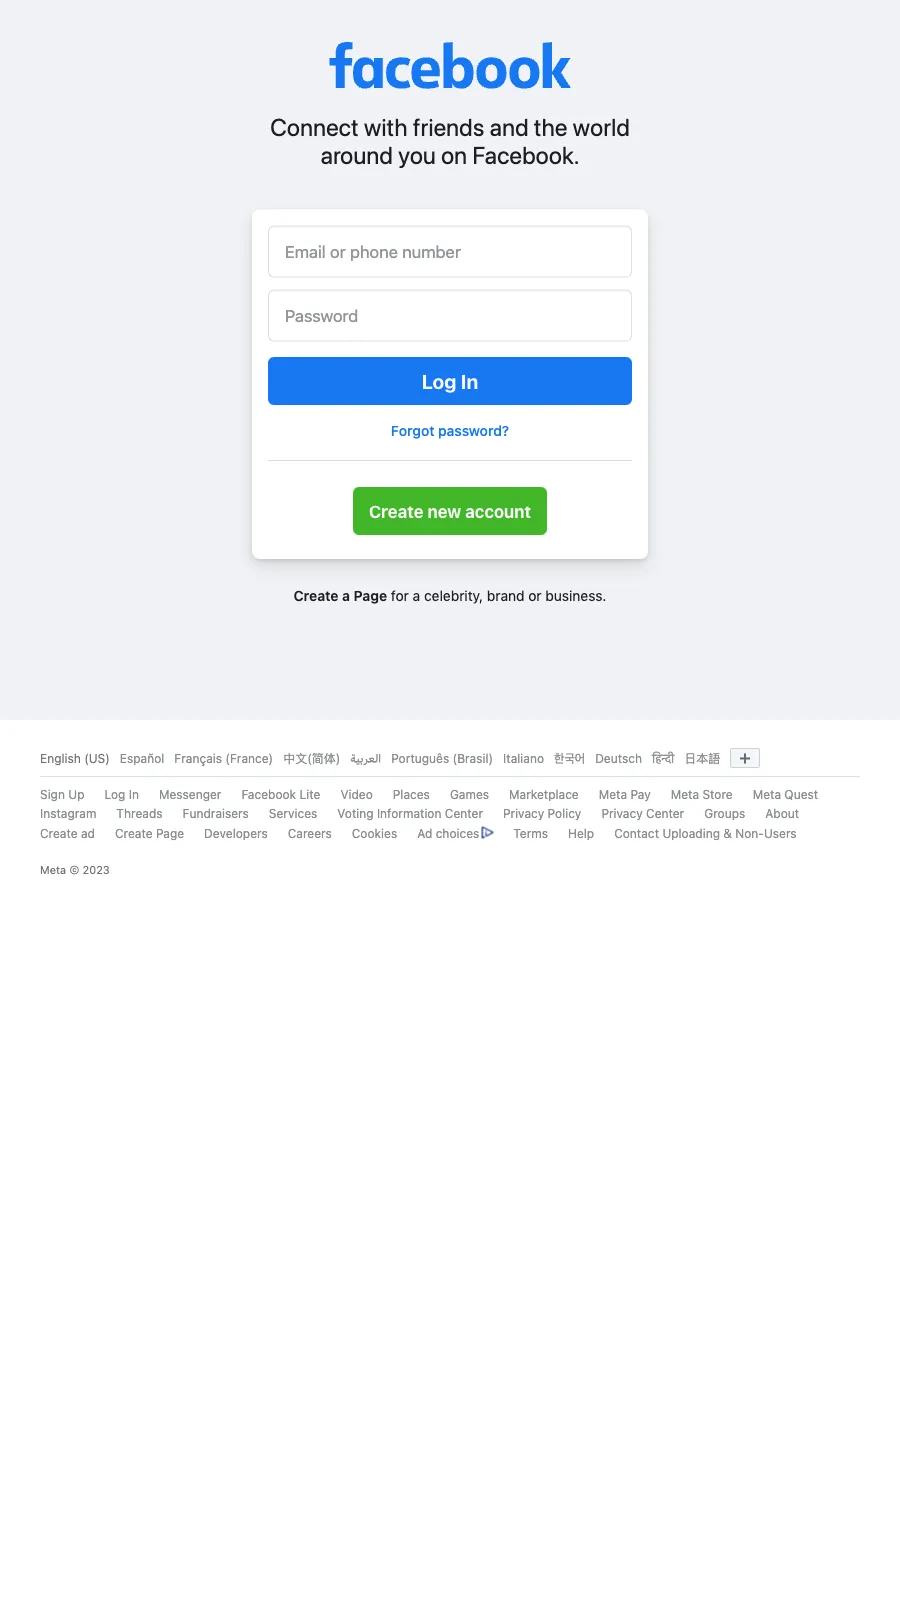 facebook
Connect with friends and the world
around you on Facebook.
Email or phone number
Password
Log In
Forgot password?
Create new account
Create a Page for a celebrity, brand or business.
English (US) Español Français (France) 中文(简体) العربية Português (Brasil) Italiano 한국어 Deutsch हिन्दी 日本語
Sign Up Log In Messenger Facebook Lite Video Places Games Marketplace Meta Pay Meta Store Meta Quest
Instagram Threads Fundraisers Services Voting Information Center Privacy Policy Privacy Center Groups About
Create ad Create Page Developers Careers Cookies Ad choices Terms Help Contact Uploading & Non-Users
Meta © 2023